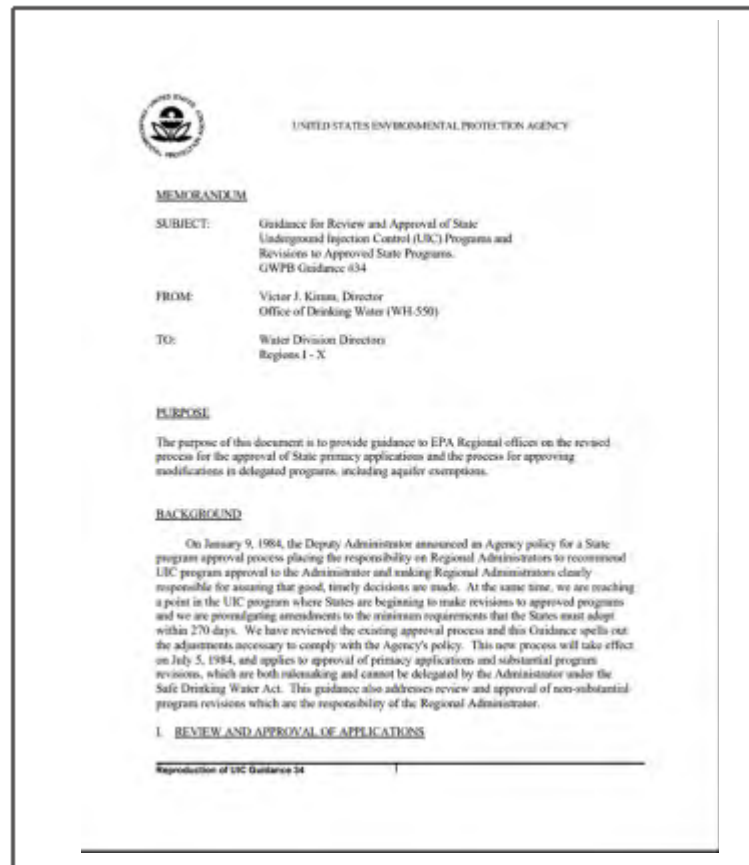 UNITED STATES ENVIRONMENTAL PROTECTION AGENCY
MEMORANDUM
SUBJECT: Guidance for Review and Approval of State
Underground Injection Control (UIC) Programs and
Revisions to Approved State Programs.
GWPB Guidance #34
FROM: Victor J. Kimm, Director
Office of Drinking Water (WH-550)
TO: Water Division Directors
Regions I - X
PURPOSE
The purpose of this document is to provide guidance to EPA Regional offices on the revised
process for the approval of State primacy applications and the process for approving
modifications in delegated programs, including aquifer exemptions.
BACKGROUND
On January 9, 1984, the Deputy Administrator announced an Agency policy for a State
program approval process placing the responsibility on Regional Administrators to recommend
UIC program approval to the Administrator and making Regional Administrators clearly
responsible for assuring that good, timely decisions are made. At the same time, we are reaching
a point in the UIC program where States are beginning to make revisions to approved programs
and we are promulgating amendments to the minimum requirements that the States must adopt
within 270 days. We have reviewed the existing approval process and this Guidance spells out
the adjustments necessary to comply with the Agency's policy. This new process will take effect
on July 5, 1984, and applies to approval of primacy applications and substantial program
revisions, which are both rulemaking and cannot be delegated by the Administrator under the
Safe Drinking Water Act. This guidance also addresses review and approval of non-substantial
program revisions which are the responsibility of the Regional Administrator.
I. REVIEW AND APPROVAL OF APPLICATIONS
Reproduction of UIC Guidance 34 1